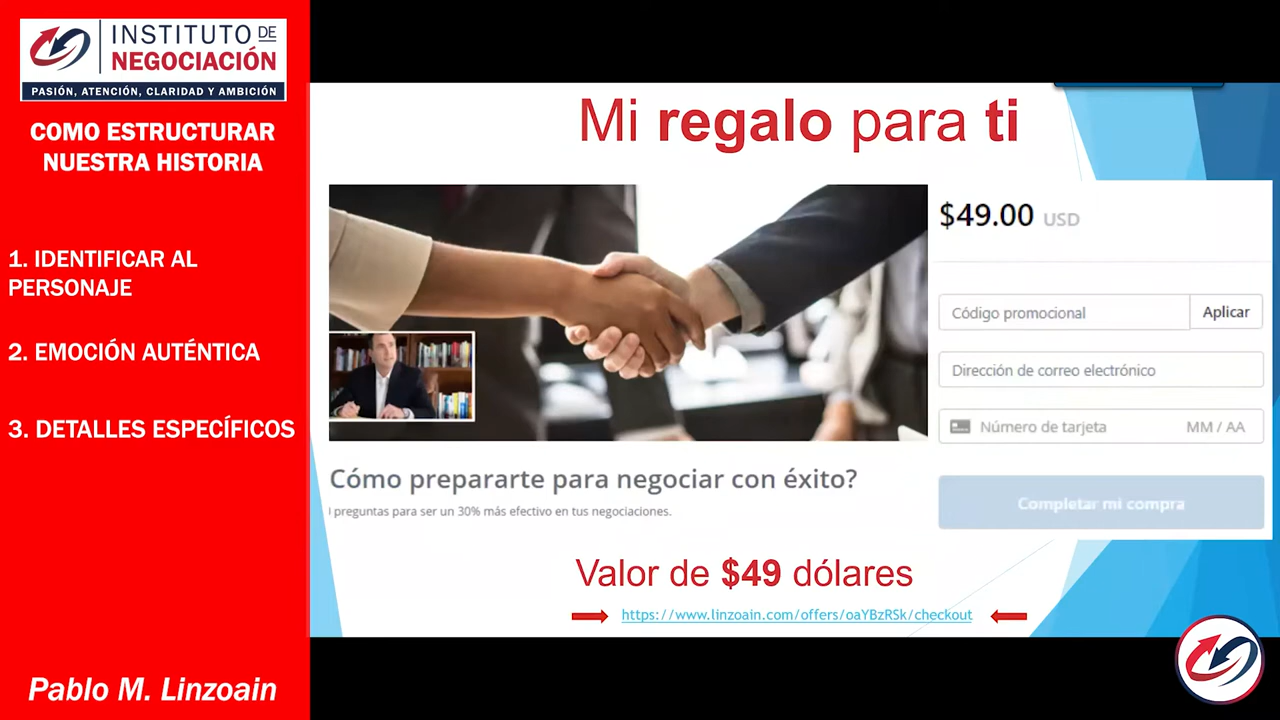 INSTITUTO DE
NEGOCIACIÓN
PASIÓN, ATENCIÓN, CLARIDAD Y AMBICIÓN
COMO ESTRUCTURAR
NUESTRA HISTORIA
1. IDENTIFICAR AL
PERSONAJE
2. EMOCIÓN AUTÉNTICA
3. DETALLES ESPECÍFICOS
Pablo M. Linzoain
Mi regalo para ti
$49.00 USD
Código promocional
Aplicar
Dirección de correo electrónico
Número de tarjeta
MM / AA
Completar mi compra
Cómo prepararte para negociar con éxito?
preguntas para ser un 30% más efectivo en tus negociaciones.
Valor de $49 dólares
https://www.linzoain.com/offers/oaYBzRSk/checkout